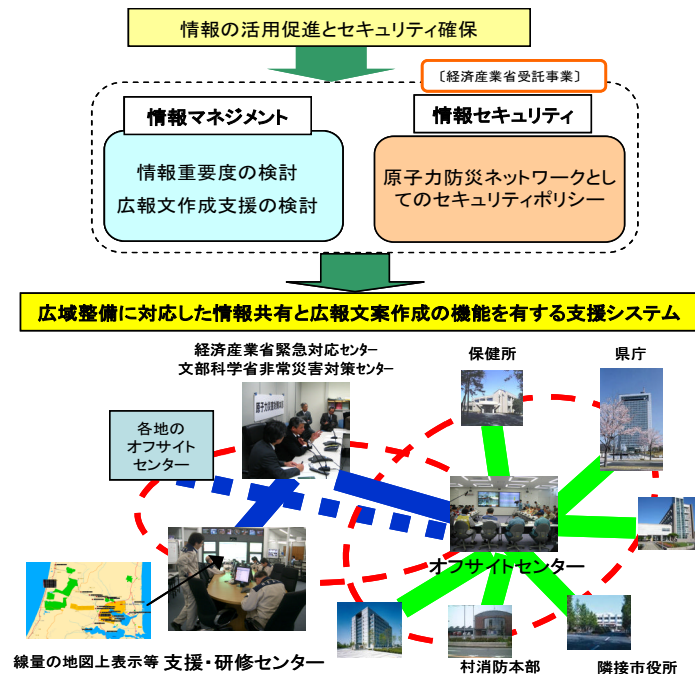 情報の活用促進とセキュリティ確保
〔経済産業省受託事業〕
情報マネジメント
情報セキュリティ
情報重要度の検討
広報文作成支援の検討
原子力防災ネットワークとし
てのセキュリティポリシー
広域整備に対応した情報共有と広報文案作成の機能を有する支援システム
経済産業省緊急対応センター
文部科学省非常災害対策センター
保健所
県庁
各地の
オフサイト
センター
オフサイトセンター
線量の地図上表示等
支援・研修センター
村消防本部
隣接市役所